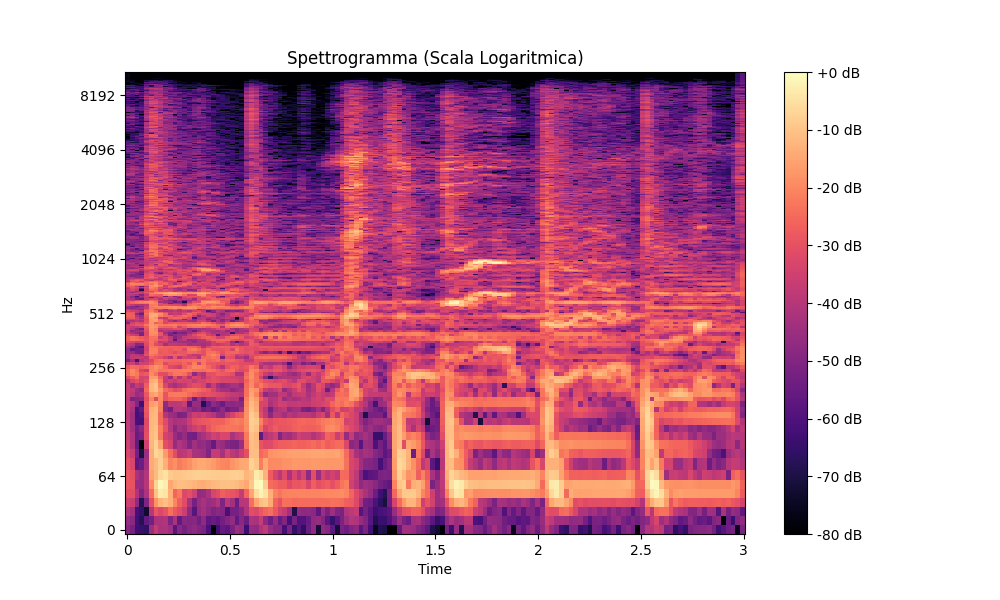 Spettrogramma (Scala Logaritmica)
8192
4096
2048
1024
512
256
128
64
0
Hz
0
0.5
1
1.5
2
2.5
3
Time
+0 dB
-10 dB
-20 dB
-30 dB
-40 dB
-50 dB
-60 dB
-70 dB
-80 dB